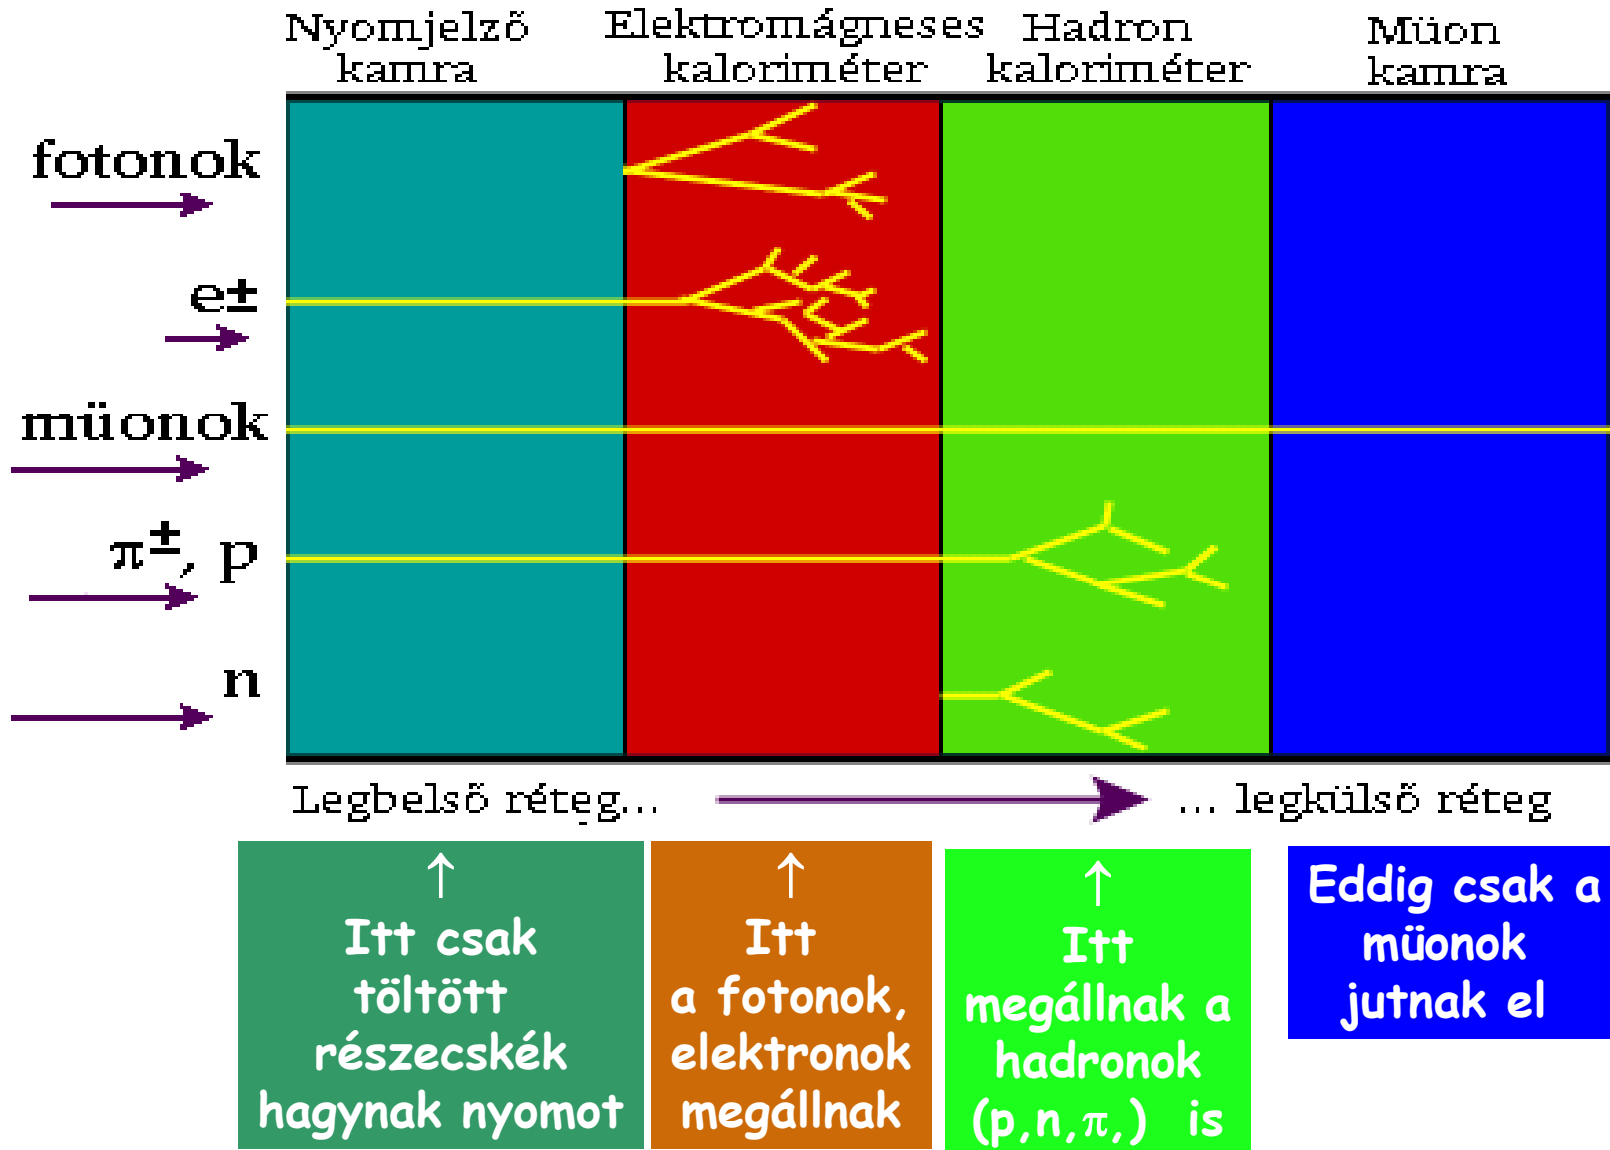 Nyomjelző
kamra
Elektromágneses
kaloriméter
Hadron
kaloriméter
Müon
kamra
fotonok
e±
müonok
π±, p
n
Legbelső réteg...
... legkülső réteg
↑
Itt csak
töltött
részecskék
hagynak nyomot
↑
Itt
a fotonok,
elektronok
megállnak
↑
Itt
megállnak a
hadronok
(p,n,π,) is
Eddig csak a
müonok
jutnak el